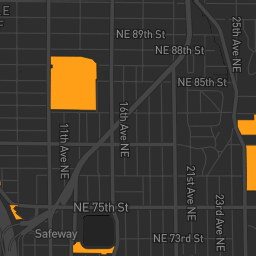 LE
NE 89th St
NE 88th St
NE 85th St
25th Ave NE
16th Ave NE
11th Ave NE
21st Ave NE
23rd Ave NE
NE 75th St
Safeway
NE 73rd St